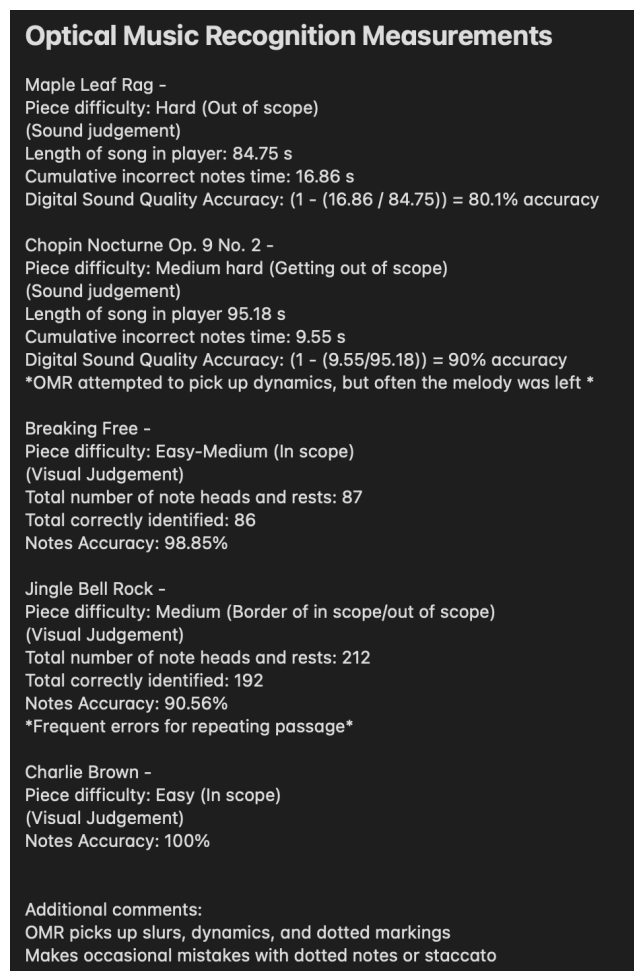 Optical Music Recognition Measurements
Maple Leaf Rag -
Piece difficulty: Hard (Out of scope)
(Sound judgement)
Length of song in player: 84.75 s
Cumulative incorrect notes time: 16.86 s
Digital Sound Quality Accuracy: (1 - (16.86 / 84.75)) = 80.1% accuracy
Chopin Nocturne Op. 9 No. 2 -
Piece difficulty: Medium hard (Getting out of scope)
(Sound judgement)
Length of song in player 95.18 s
Cumulative incorrect notes time: 9.55 s
Digital Sound Quality Accuracy: (1 - (9.55/95.18)) = 90% accuracy
*OMR attempted to pick up dynamics, but often the melody was left *
Breaking Free -
Piece difficulty: Easy-Medium (In scope)
(Visual Judgement)
Total number of note heads and rests: 87
Total correctly identified: 86
Notes Accuracy: 98.85%
Jingle Bell Rock -
Piece difficulty: Medium (Border of in scope/out of scope)
(Visual Judgement)
Total number of note heads and rests: 212
Total correctly identified: 192
Notes Accuracy: 90.56%
*Frequent errors for repeating passage*
Charlie Brown -
Piece difficulty: Easy (In scope)
(Visual Judgement)
Notes Accuracy: 100%
Additional comments:
OMR picks up slurs, dynamics, and dotted markings
Makes occasional mistakes with dotted notes or staccato